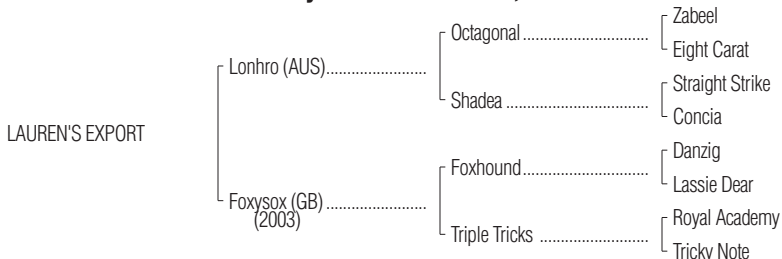 Zabeel
Octagonal
Eight Carat
Lonhro (AUS)
Straight Strike
Shadea
Concia
LAUREN'S EXPORT
Danzig
Foxhound
Lassie Dear
Foxysox (GB)
(2003)
Royal Academy
Triple Tricks
Tricky Note